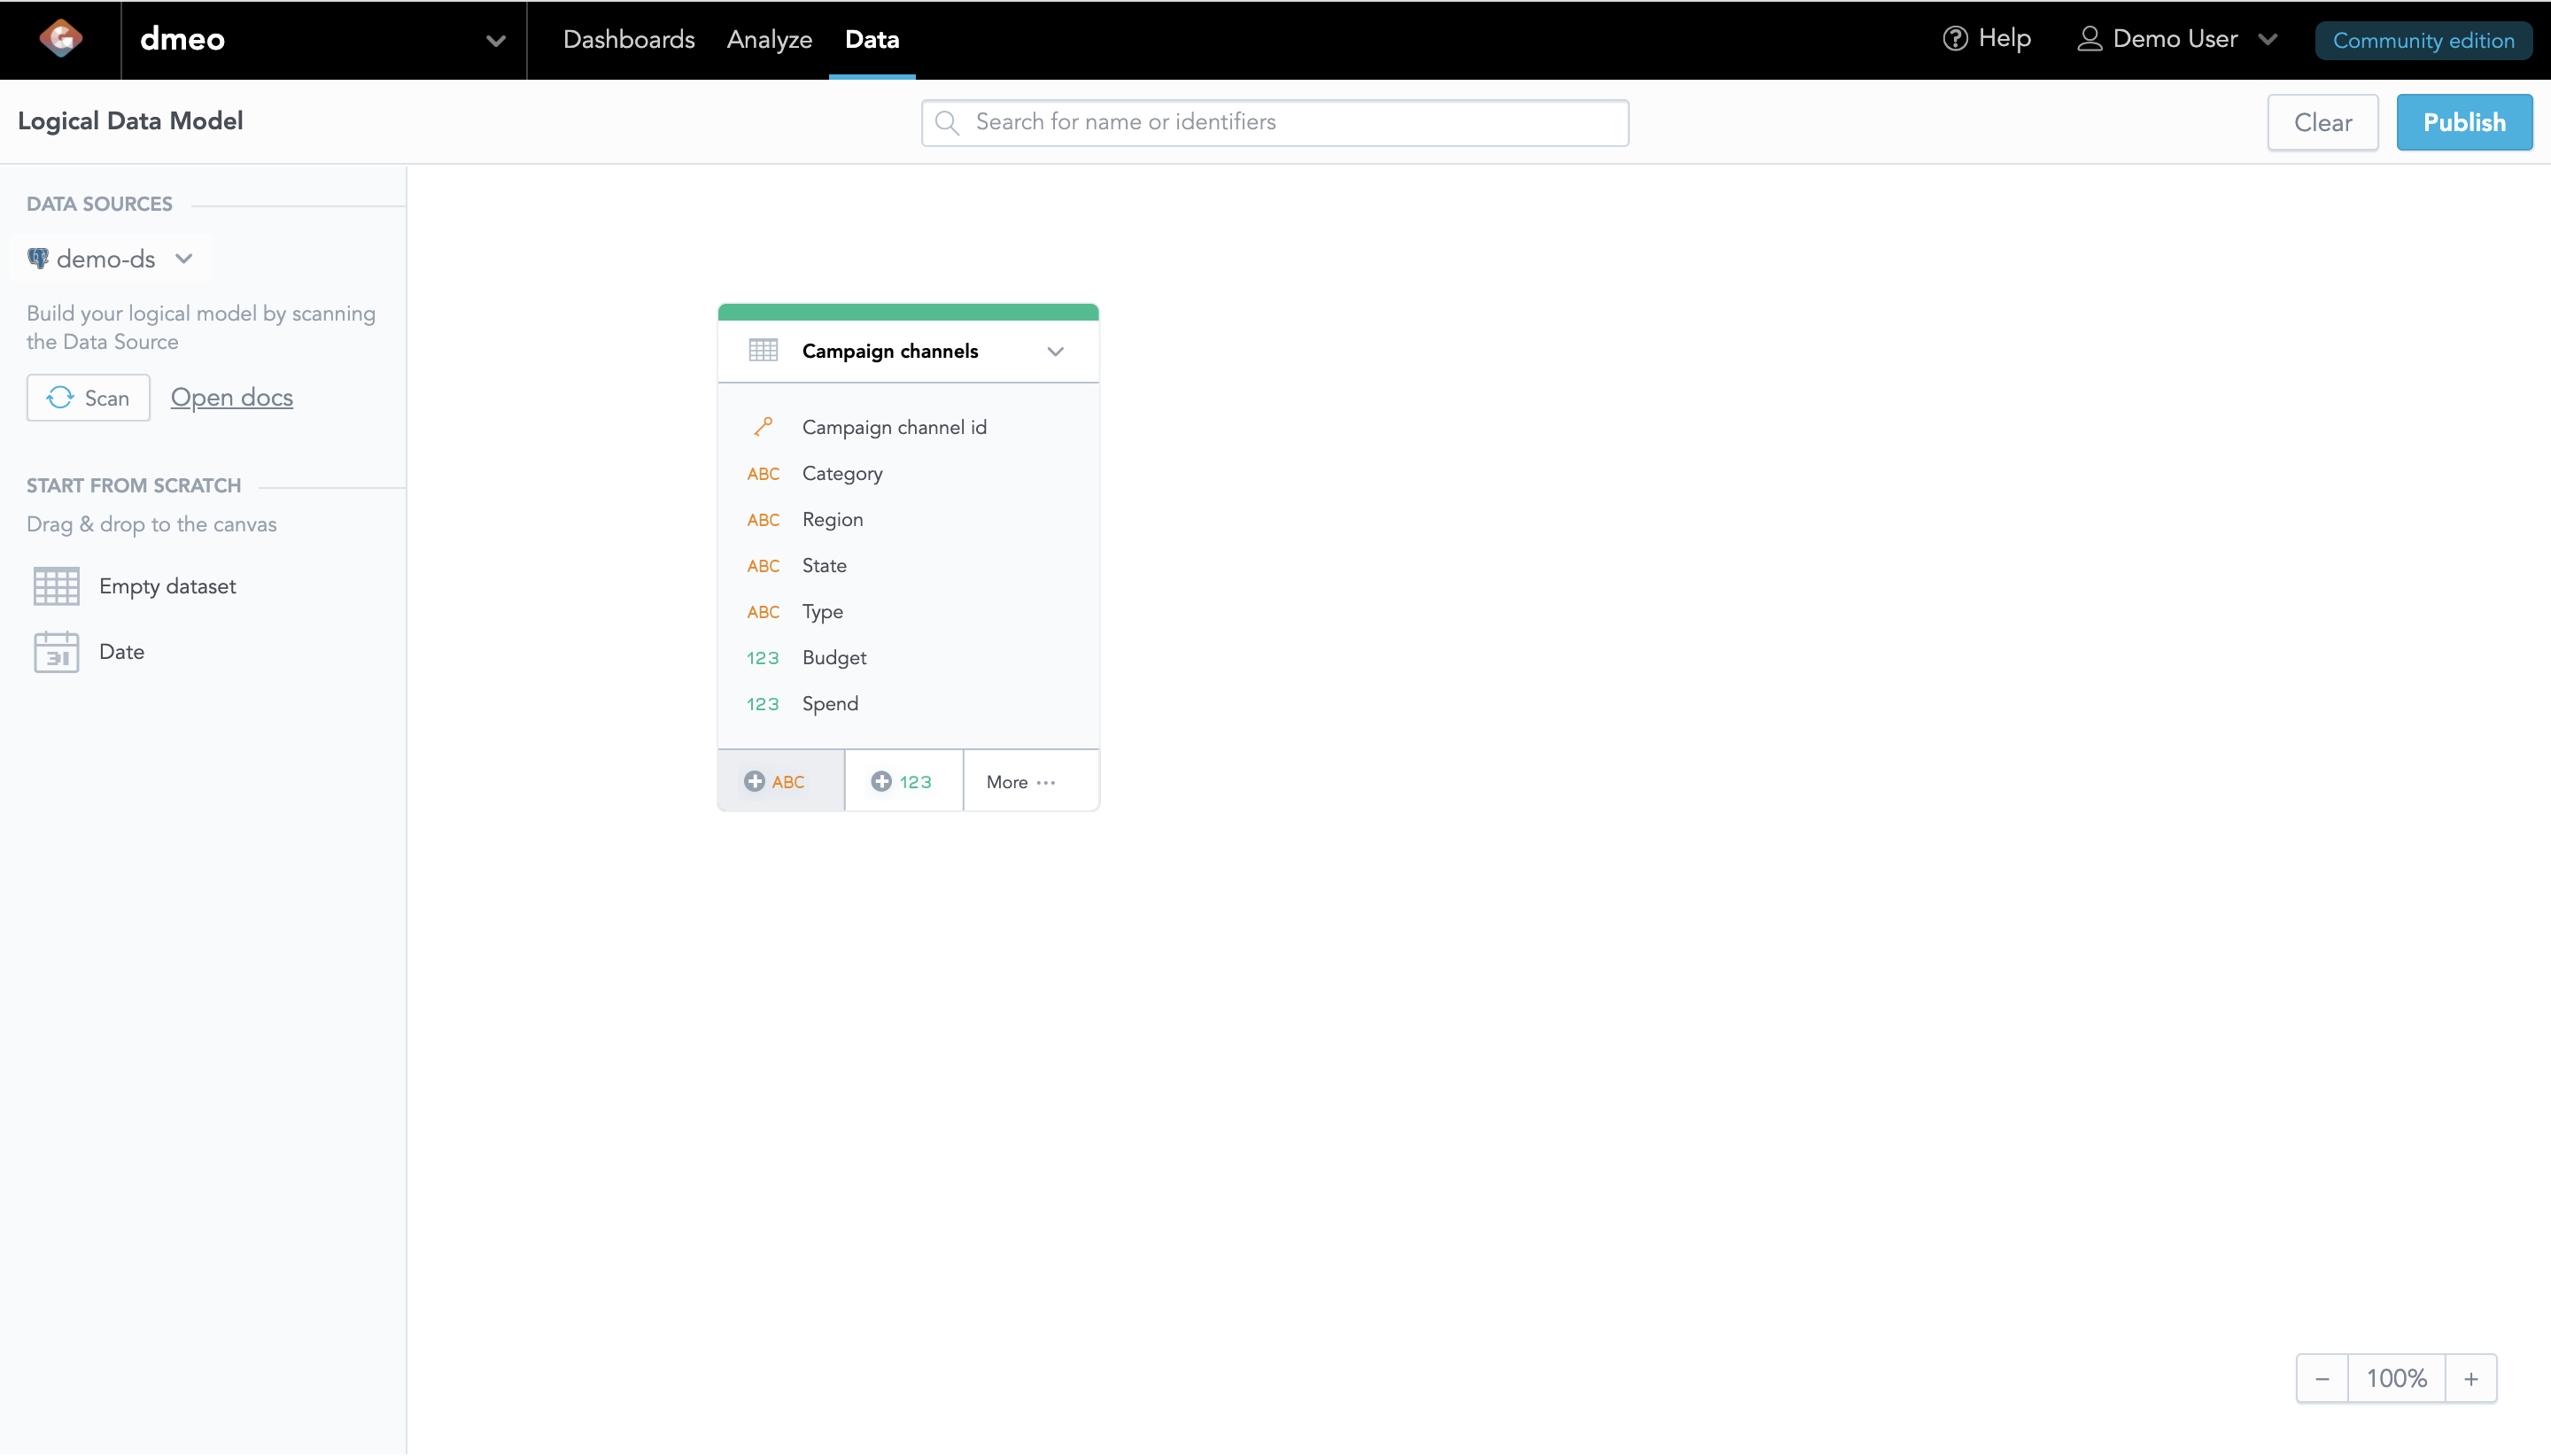 dmeo
Dashboards
Analyze
Data
Help
Demo User
Community edition
Logical Data Model
Search for name or identifiers
Clear
Publish
DATA SOURCES
demo-ds
Build your logical model by scanning
the Data Source
Scan
Open docs
START FROM SCRATCH
Drag & drop to the canvas
Empty dataset
31
Date
Campaign channels
Campaign channel id
ABC Category
ABC Region
ABC State
ABC Type
123 Budget
123 Spend
ABC
123
More ···
− 100% +